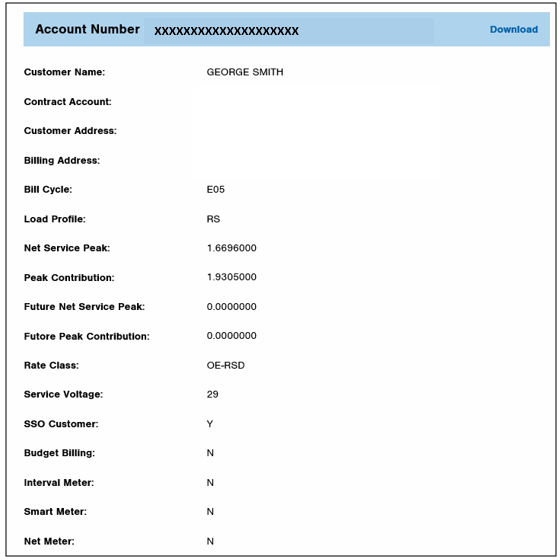 Account Number XXXXXXXXXXXXXXXXXXXX Download
Customer Name: GEORGE SMITH
Contract Account:
Customer Address:
Billing Address:
Bill Cycle: E05
Load Profile: RS
Net Service Peak: 1.6696000
Peak Contribution: 1.9305000
Future Net Service Peak: 0.0000000
Futore Peak Contribution: 0.0000000
Rate Class: OE-RSD
Service Voltage: 29
SSO Customer: Y
Budget Billing: N
Interval Meter: N
Smart Meter: N
Net Meter: N